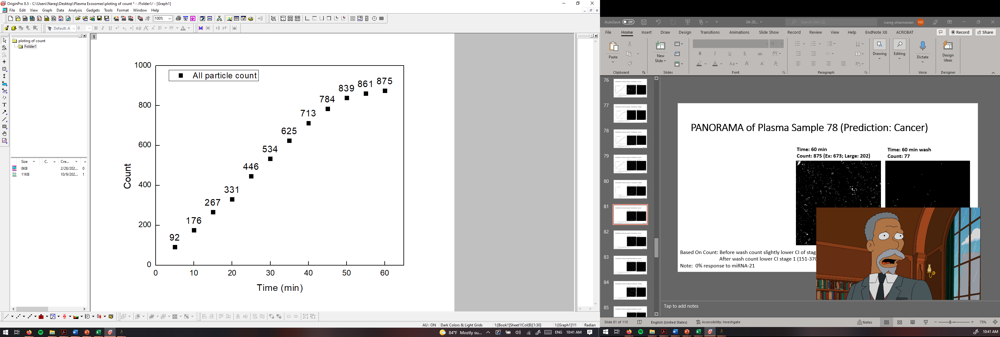 OriginPro 8.5 - C:\Users\Nareg\Desktop\Plasma Exosomes\ploting of count * - /Folder1/ - [Graph1]
File Edit View Graph Data Analysis Gadgets Tools Format Window Help
100%
Default: A 0
ploting of count
Folder1
Size C. Cre...
8KB 2/28/202... 0
11KB 10/9/202... 1
1
All particle count
1000
800
600
400
200
0
Count
92
176
267
331
446
534
625
713
784
839
861
875
0 10 20 30 40 50 60
Time (min)
AU : ON Dark Colors & Light Grids 1:[Book1]Sheet1!Col(B)[1:30] 1:[Graph1]1!1 Radian
84°F Mostly su... ENG 10:41 AM
AutoSave Off 04-20... Search (Alt+Q) nareg ohannesian NO
File Home Insert Draw Design Transitions Animations Slide Show Record Review View Help EndNote X8 ACROBAT Record Share
Paste
New Slide
18
Drawing
Editing
Dictate
Design Ideas
Clipboard Slides Font Paragraph Voice Designer
76
77
78
79
80
81
82
83
84
85
PANORAMA of Plasma Sample 78 (Prediction: Cancer)
Time: 60 min
Count: 875 (Ex: 673; Large: 202)
Time: 60 min wash
Count: 77
Based On Count: Before wash count slightly lower CI of stag
After wash count lower CI stage 1 (151-370
Note: 0% response to miRNA-21
Tap to add notes
Slide 81 of 110 English (United States) Accessibility: Investigate Notes 75%
10:41 AM